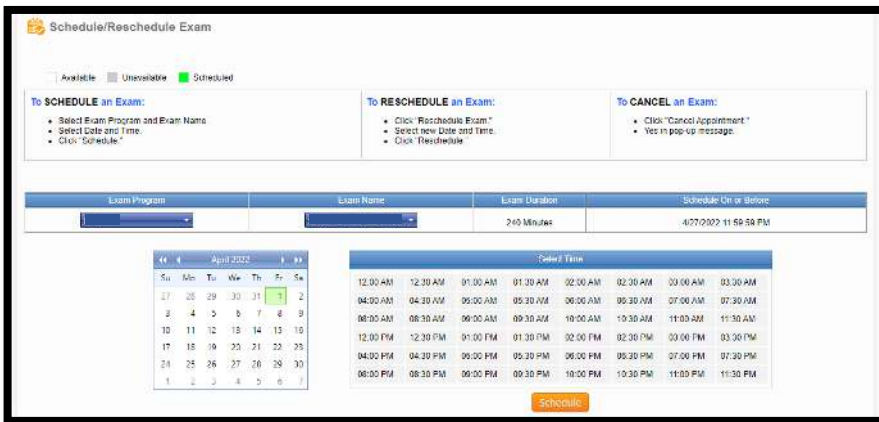 Schedule/Reschedule Exam
Available Unavailable Scheduled
To SCHEDULE an Exam:
Select Exam Program and Exam Name
Select Date and Time.
Click "Schedule."
To RESCHEDULE an Exam:
Click "Reschedule Exam."
Select new Date and Time.
Click "Reschedule."
To CANCEL an Exam:
Click "Cancel Appointment."
Yes in pop-up message.
Exam Program Exam Name Exam Duration Schedule On or Before
240 Minutes 4/27/2022 11:59:59 PM
April 2022
Su Mo Tu We Th Fr Sa
27 28 29 30 31 1 2
3 4 5 6 7 8 9
10 11 12 13 14 15 16
17 18 19 20 21 22 23
24 25 26 27 28 29 30
1 2 3 4 5 6 7
Select Time
12:00 AM 12:30 AM 01:00 AM 01:30 AM 02:00 AM 02:30 AM 03:00 AM 03:30 AM
04:00 AM 04:30 AM 05:00 AM 05:30 AM 06:00 AM 06:30 AM 07:00 AM 07:30 AM
08:00 AM 08:30 AM 09:00 AM 09:30 AM 10:00 AM 10:30 AM 11:00 AM 11:30 AM
12:00 PM 12:30 PM 01:00 PM 01:30 PM 02:00 PM 02:30 PM 03:00 PM 03:30 PM
04:00 PM 04:30 PM 05:00 PM 05:30 PM 06:00 PM 06:30 PM 07:00 PM 07:30 PM
08:00 PM 08:30 PM 09:00 PM 09:30 PM 10:00 PM 10:30 PM 11:00 PM 11:30 PM
Schedule